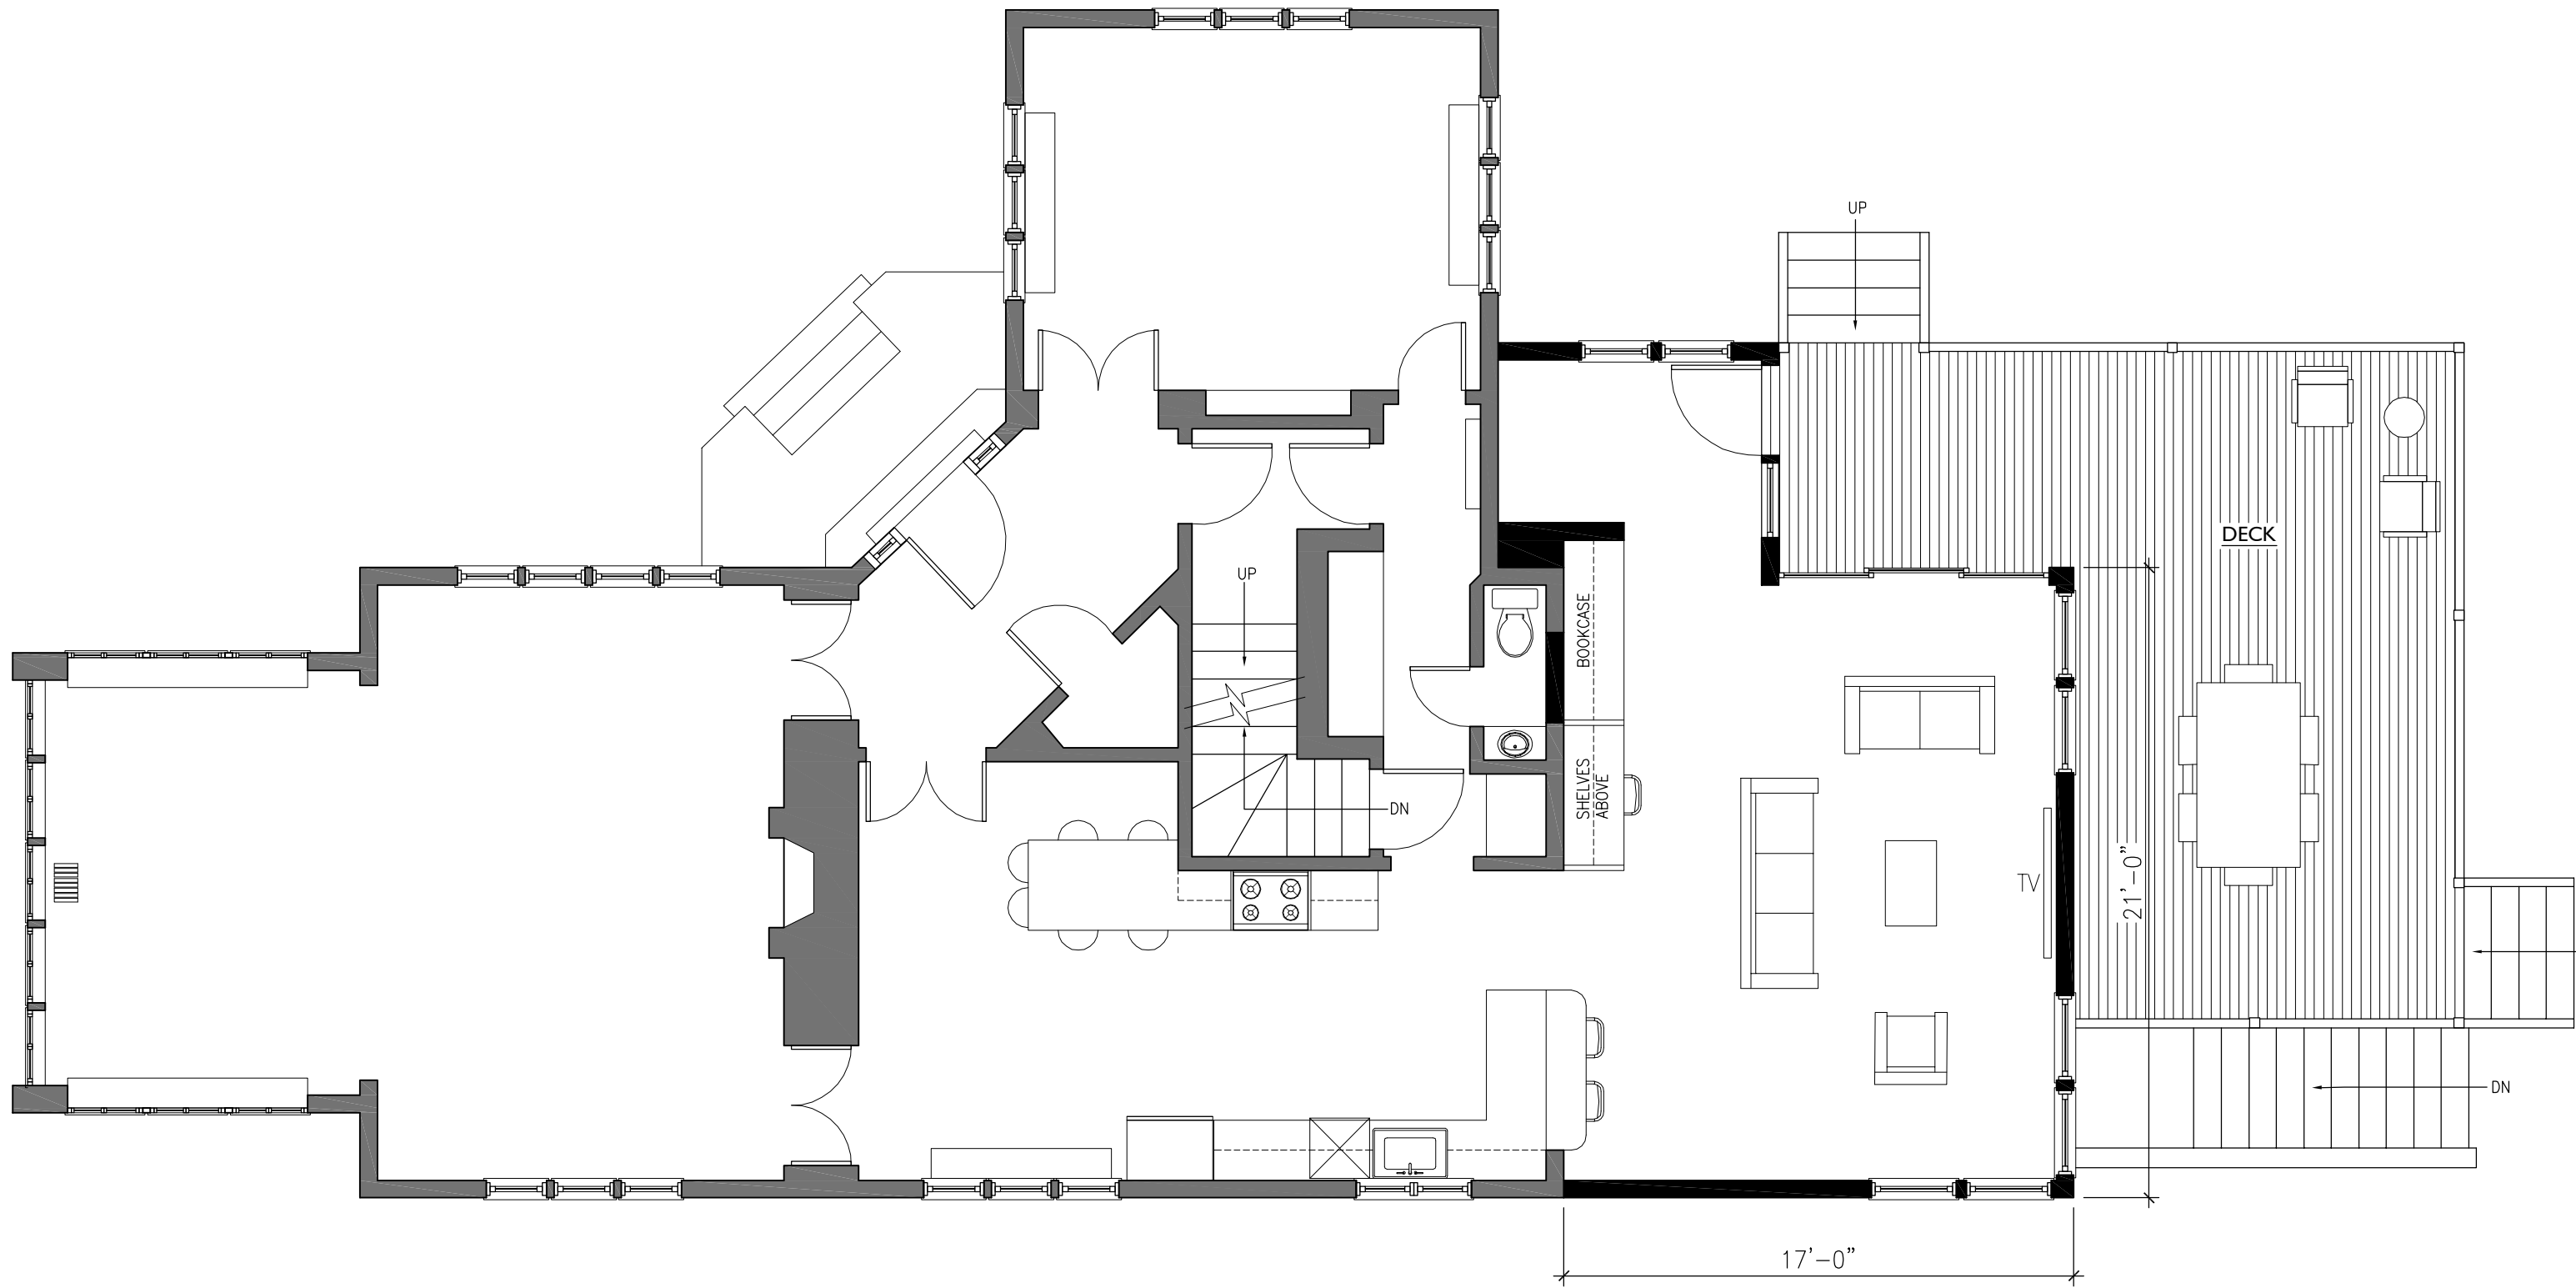 UP
DECK
UP
BOOKCASE
SHELVES
ABOVE
DN
TV
21'-0"
DN
17'-0"